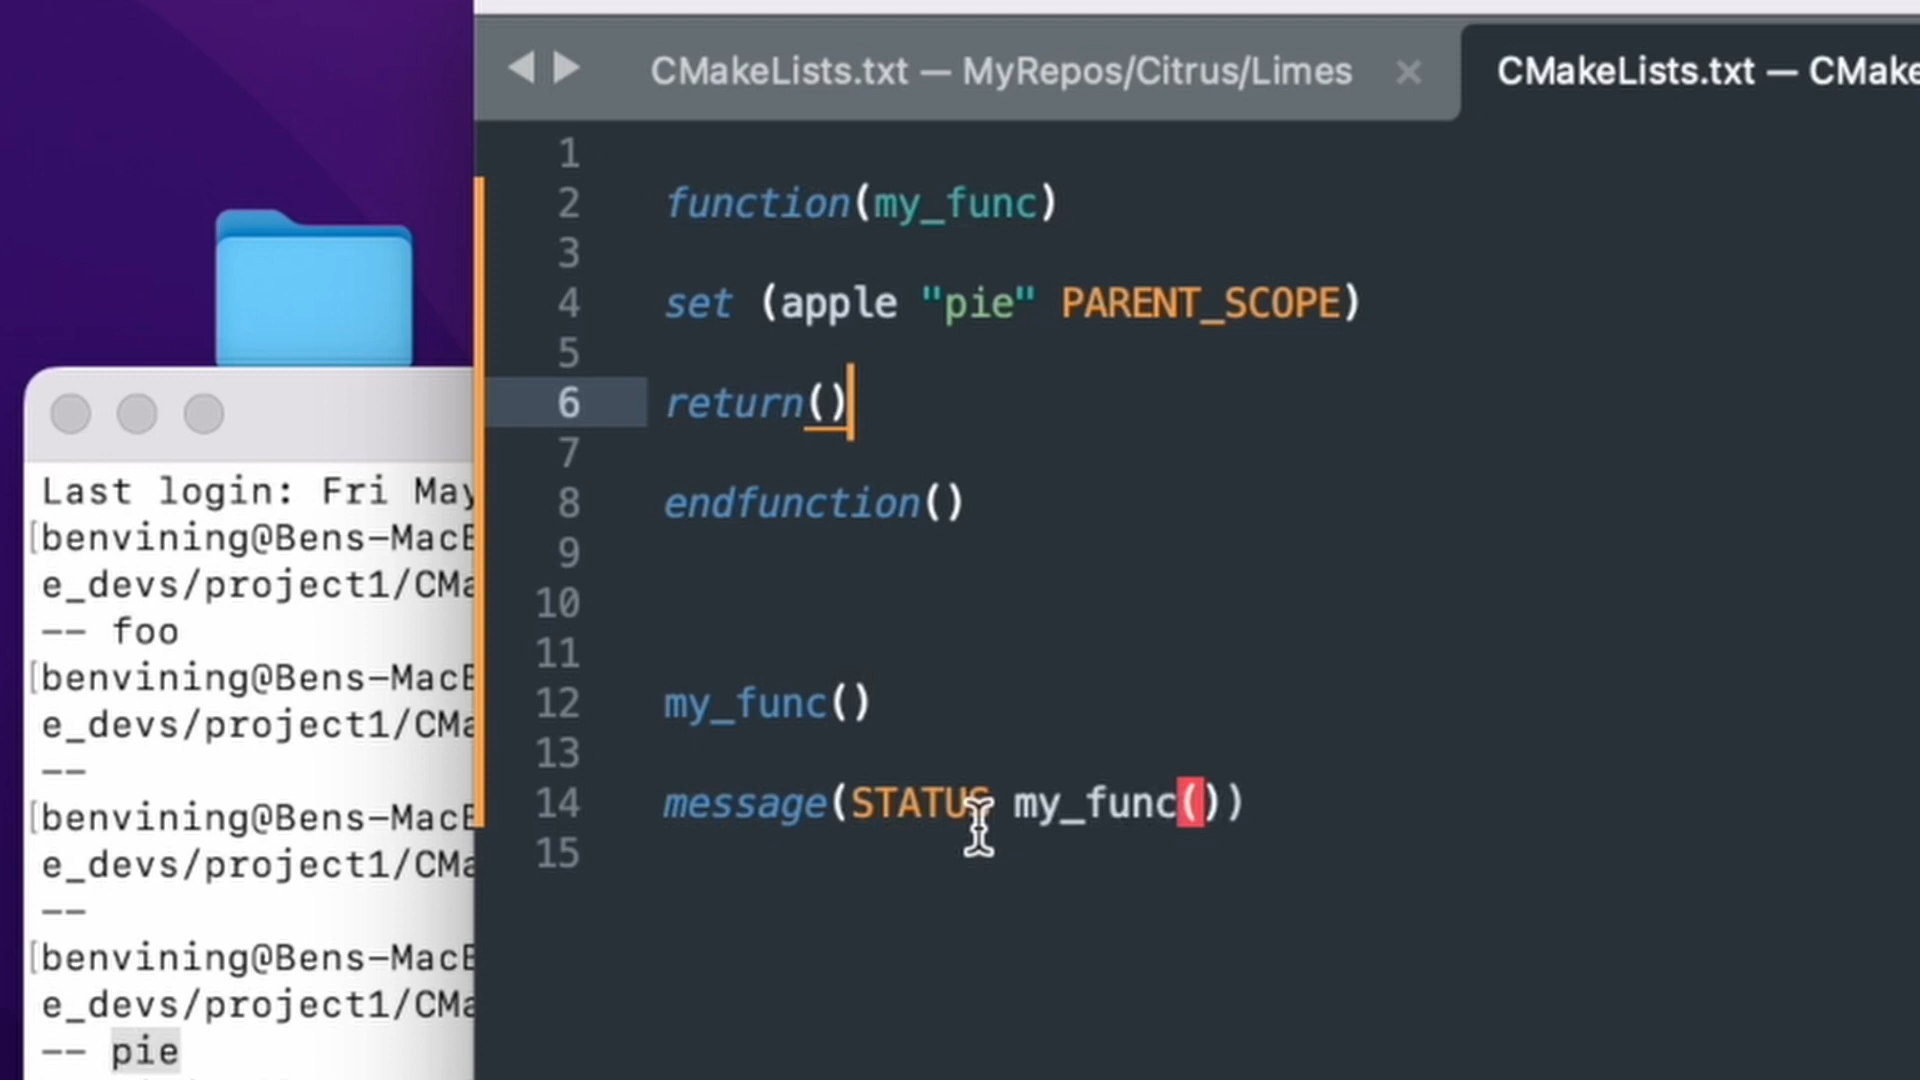 CMakeLists.txt — MyRepos/Citrus/Limes ×
CMakeLists.txt — CMake
1
2 function(my_func)
3
4 set (apple "pie" PARENT_SCOPE)
5
6 return()
7
8 endfunction()
9
10
11
12 my_func()
13
14 message(STATUS my_func())
15
Last login: Fri May
[benvining@Bens-MacB
e_devs/project1/CMa
-- foo
[benvining@Bens-MacB
e_devs/project1/CMa
--
[benvining@Bens-MacB
e_devs/project1/CMa
--
[benvining@Bens-MacB
e_devs/project1/CMa
-- pie